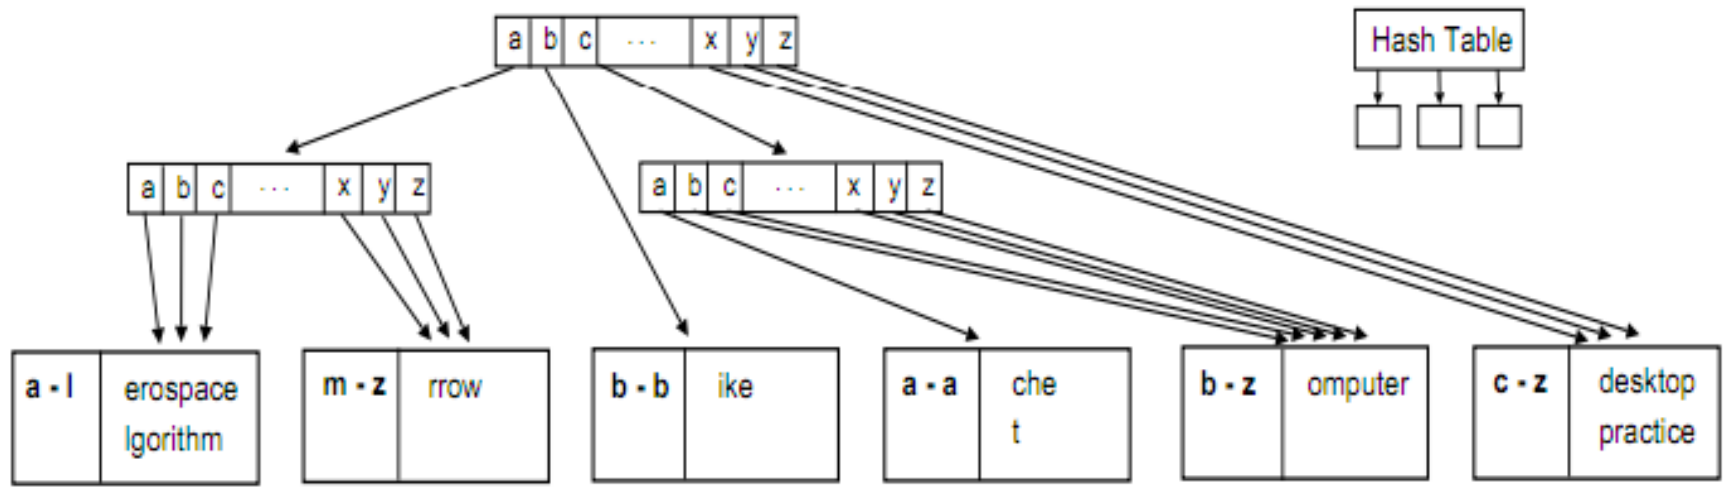 a b c ... x y z
Hash Table
a b c ... x y z
a b c ... x y z
a - l erospace
lgorithm
m - z rrow
b - b ike
a - a che
t
b - z omputer
c - z desktop
practice